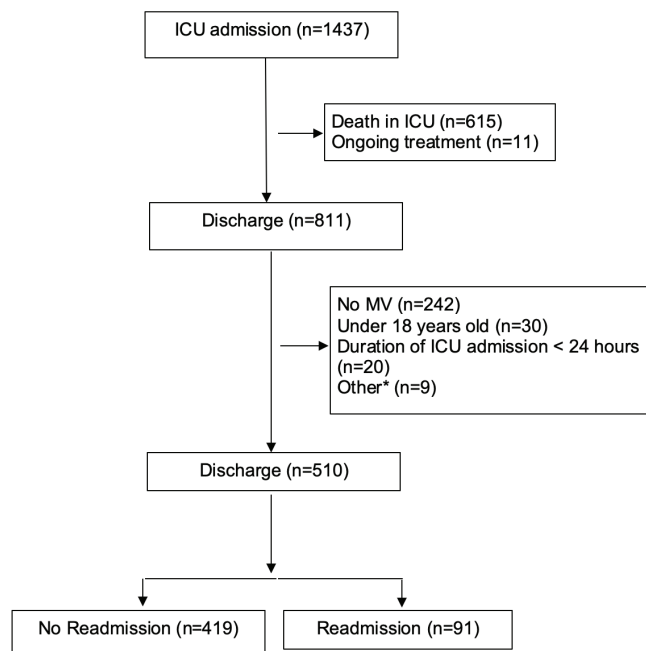 ICU admission (n=1437)
Death in ICU (n=615)
Ongoing treatment (n=11)
Discharge (n=811)
No MV (n=242)
Under 18 years old (n=30)
Duration of ICU admission < 24 hours
(n=20)
Other* (n=9)
Discharge (n=510)
No Readmission (n=419)
Readmission (n=91)